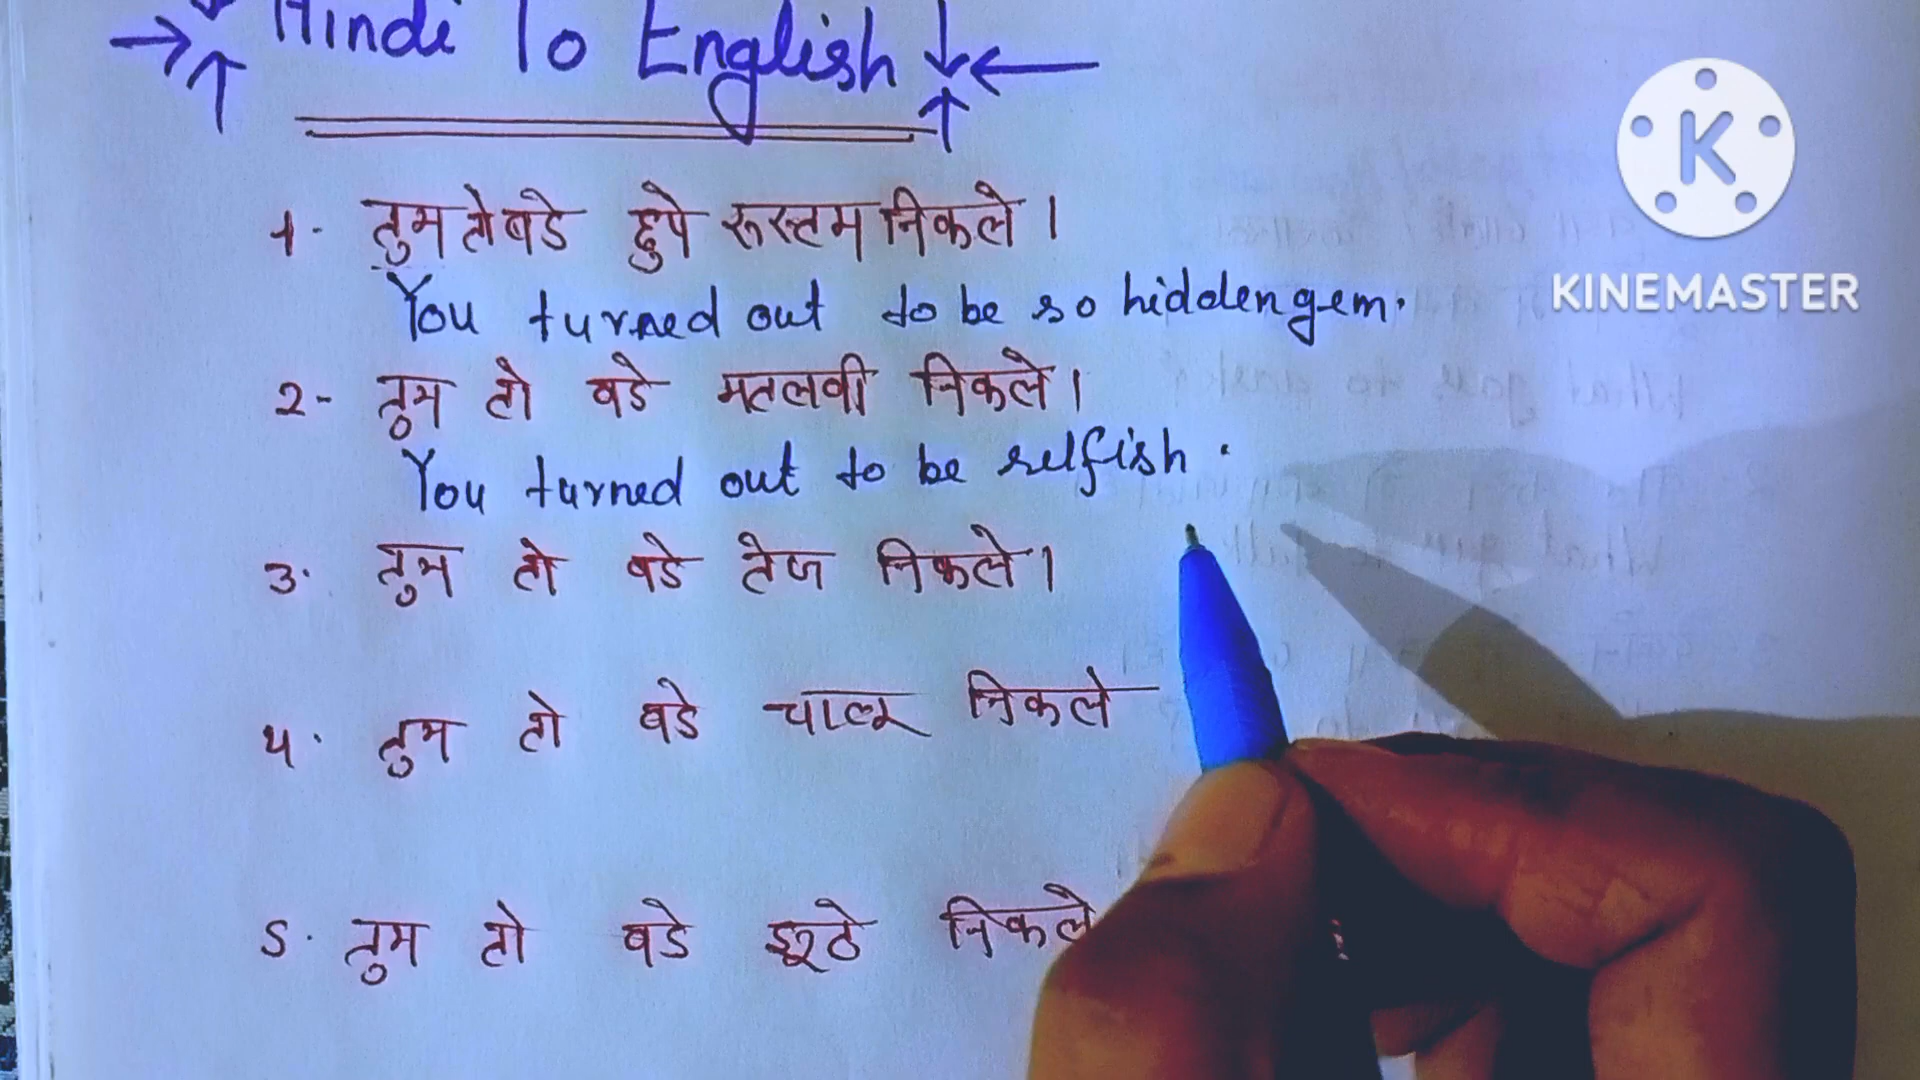 Hindi To English
1- तुम तो बडे छुपे रूस्तम निकले।
You turned out to be so hidden gem.
2- तुम तो बडे मतलबी निकले।
You turned out to be selfish.
3. तुम तो बडे तेज निकले।
4. तुम तो बडे चालू निकले
5. तुम तो बडे झूठे निकले
KINEMASTER